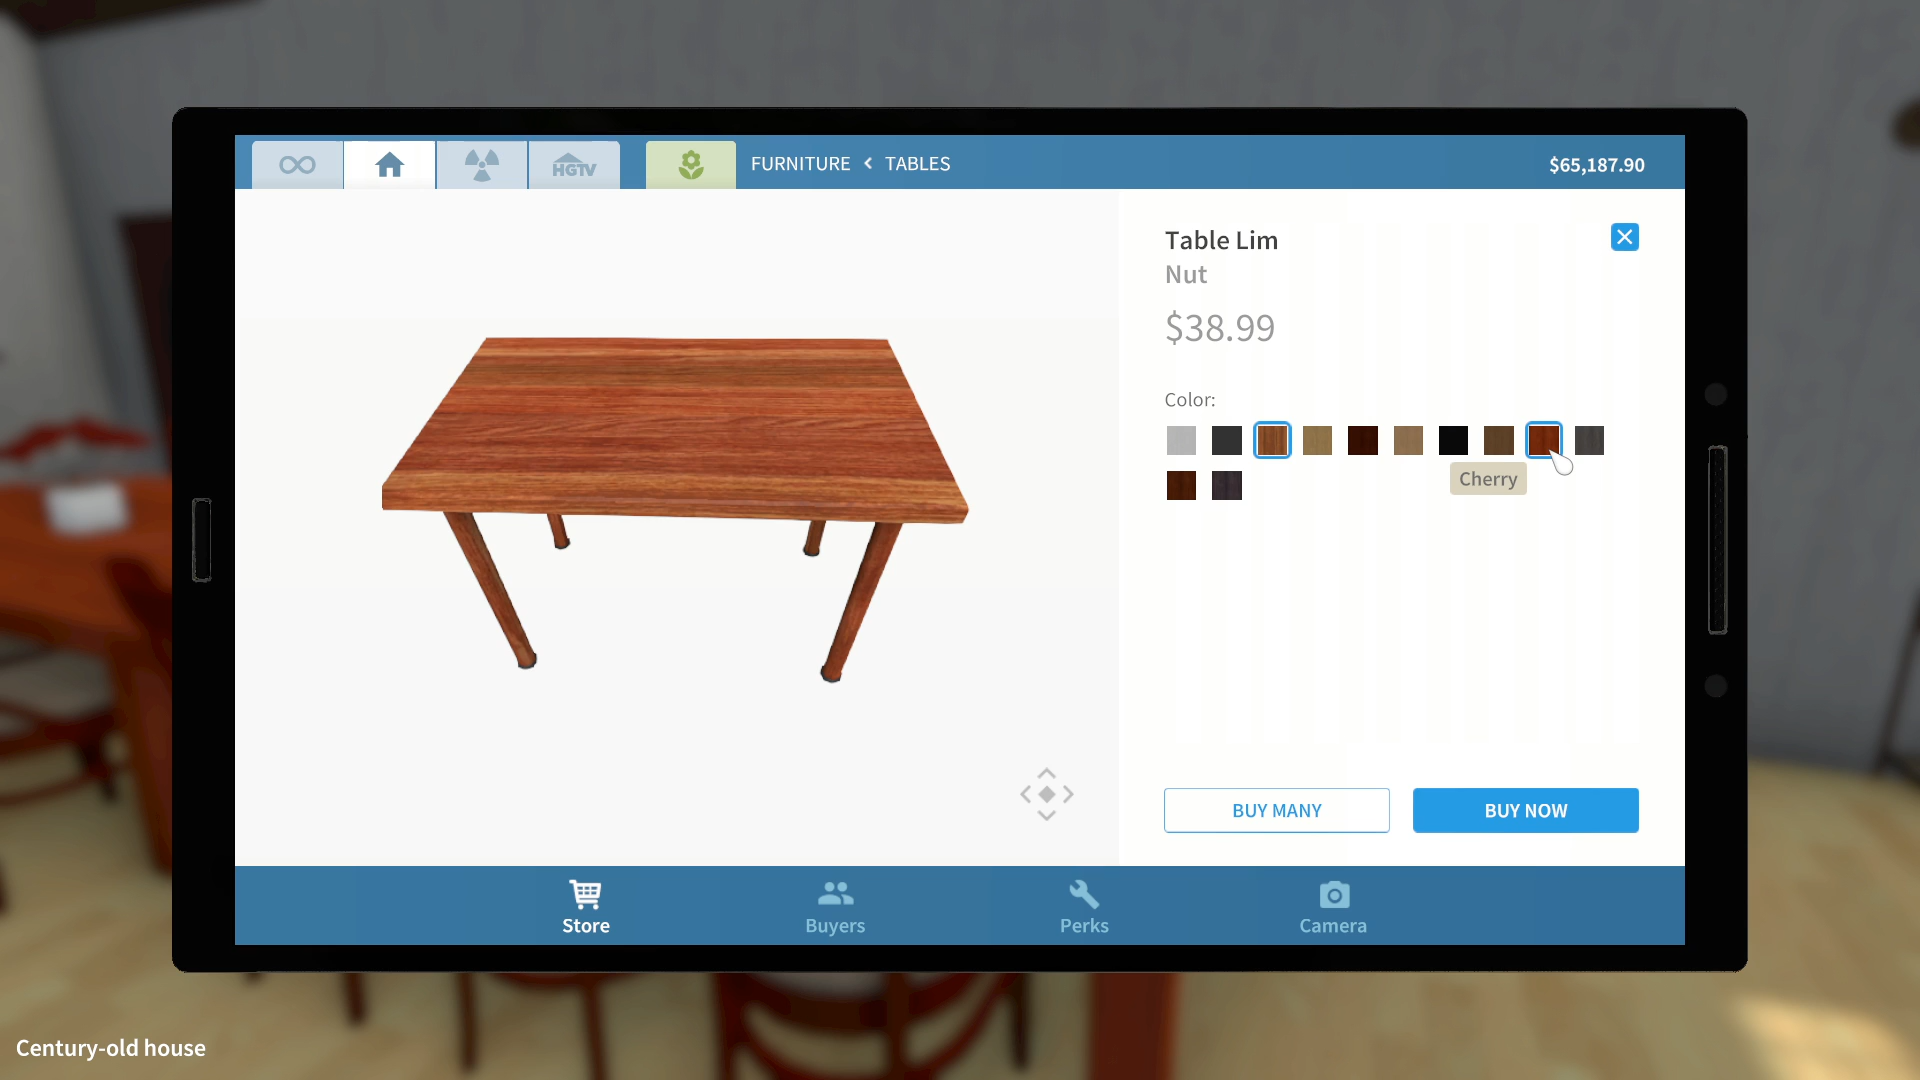 HGTV
FURNITURE < TABLES
$65,187.90
Table Lim
Nut
$38.99
Color:
Cherry
BUY MANY
BUY NOW
Store
Buyers
Perks
Camera
Century-old house